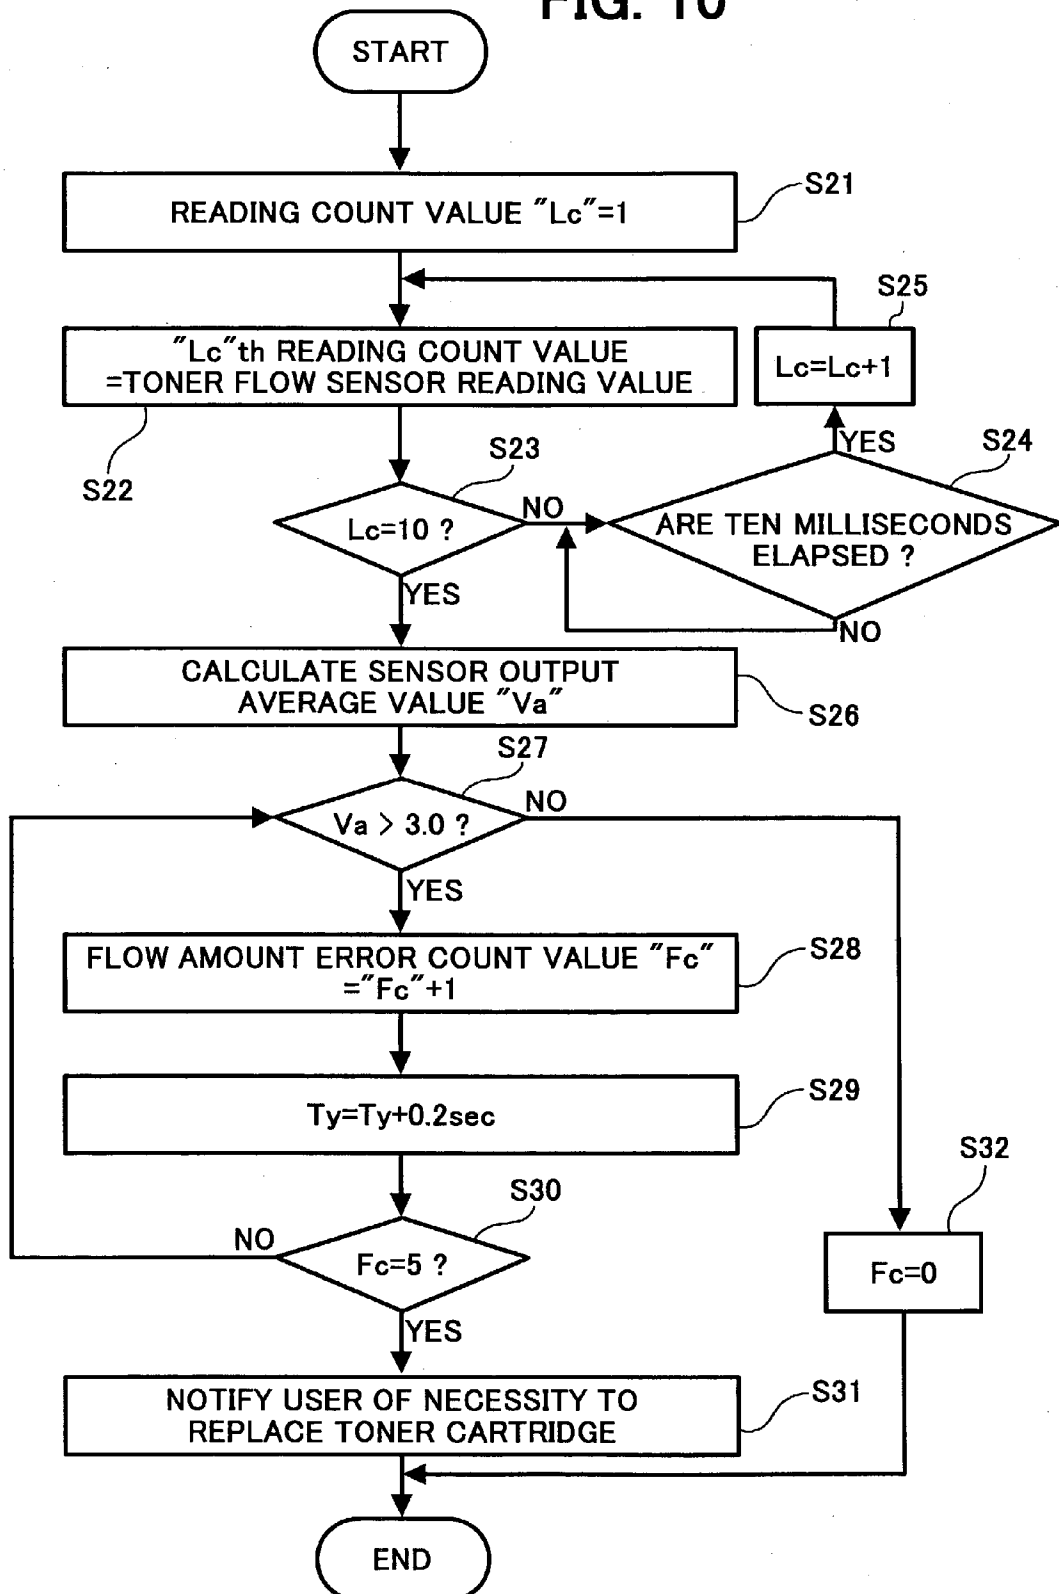 FIG. 10
START
S21
READING COUNT VALUE "Lc"=1
S25
"Lc"th READING COUNT VALUE
=TONER FLOW SENSOR READING VALUE
Lc=Lc+1
S22
YES
S24
S23
Lc=10 ?
NO
ARE TEN MILLISECONDS
ELAPSED ?
YES
NO
CALCULATE SENSOR OUTPUT
AVERAGE VALUE "Va"
S26
S27
Va > 3.0 ?
NO
YES
FLOW AMOUNT ERROR COUNT VALUE "Fc"
="Fc"+1
S28
Ty=Ty+0.2sec
S29
S32
S30
NO
Fc=5 ?
Fc=0
YES
NOTIFY USER OF NECESSITY TO
REPLACE TONER CARTRIDGE
S31
END